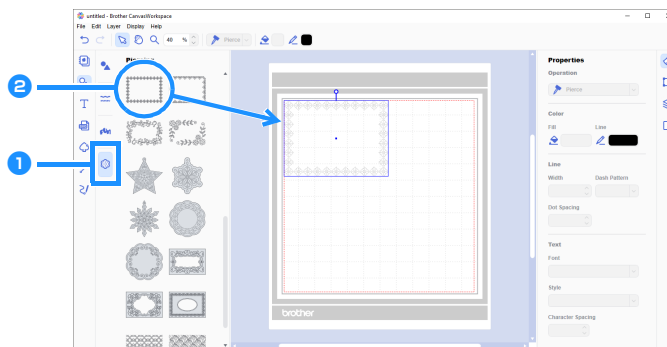 untitled - Brother CanvasWorkspace
File Edit Layer Display Help
40 %
Pierce
2
1
T
brother
Properties
Operation
Pierce
Color
Fill Line
Line
Width Dash Pattern
Dot Spacing
Text
Font
Style
Character Spacing